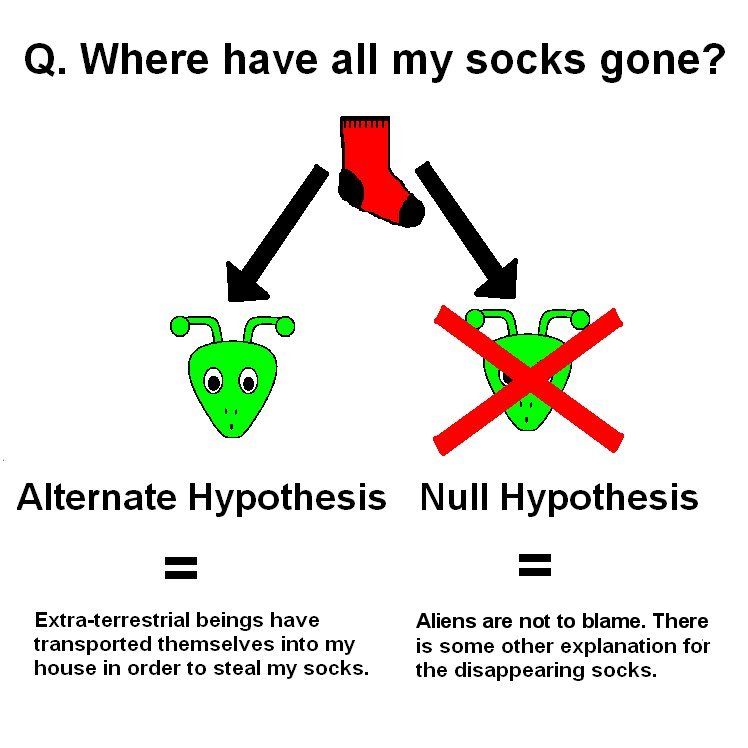 Q. Where have all my socks gone?
Alternate Hypothesis
=
Extra-terrestrial beings have
transported themselves into my
house in order to steal my socks.
Null Hypothesis
=
Aliens are not to blame. There
is some other explanation for
the disappearing socks.